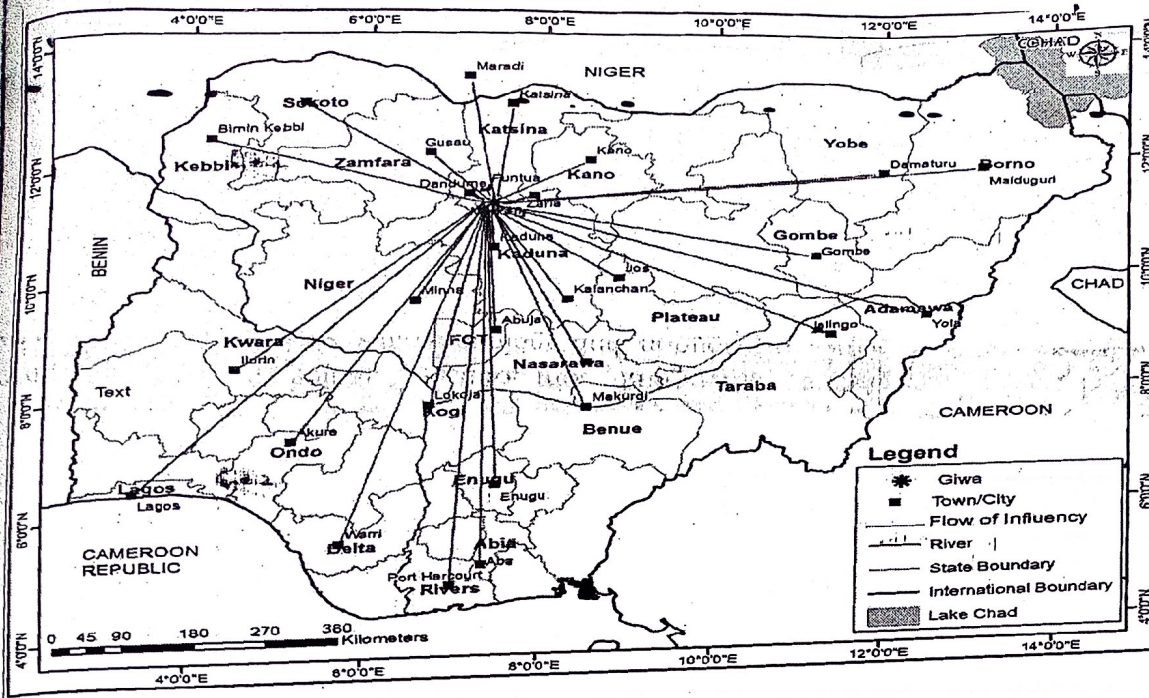 4°0'0"E 6°0'0"E 8°0'0"E 10°0'0"E 12°0'0"E 14°0'0"E
14°0'0"N
12°0'0"N
10°0'0"N
8°0'0"N
6°0'0"N
4°0'0"N
Maradi
NIGER
CHAD
Sokoto
Katsina
Katsina
Birnin Kebbi
Kebbi
Zamfara
Gusau
Kano
Kano
Yobe
Damaturu
Borno
Maiduguri
Dandume
Funtua
Zaria
BENIN
Kaduna
Kaduna
Gombe
Gombe
Niger
Minna
Jos
Kafanchan
CHAD
Abuja
FCT
Plateau
Adamawa
Yola
Jalingo
Kwara
Ilorin
Nasarawa
Taraba
Text
Lokoja
Kogi
Makurdi
Benue
CAMEROON
Akure
Ondo
Enugu
Enugu
Lagos
Lagos
Warri
Delta
Abia
Aba
Port Harcourt
Rivers
CAMEROON
REPUBLIC
Legend
Giwa
Town/City
Flow of Influency
River
State Boundary
International Boundary
Lake Chad
0 45 90 180 270 360
Kilometers
4°0'0"E 6°0'0"E 8°0'0"E 10°0'0"E 12°0'0"E 14°0'0"E